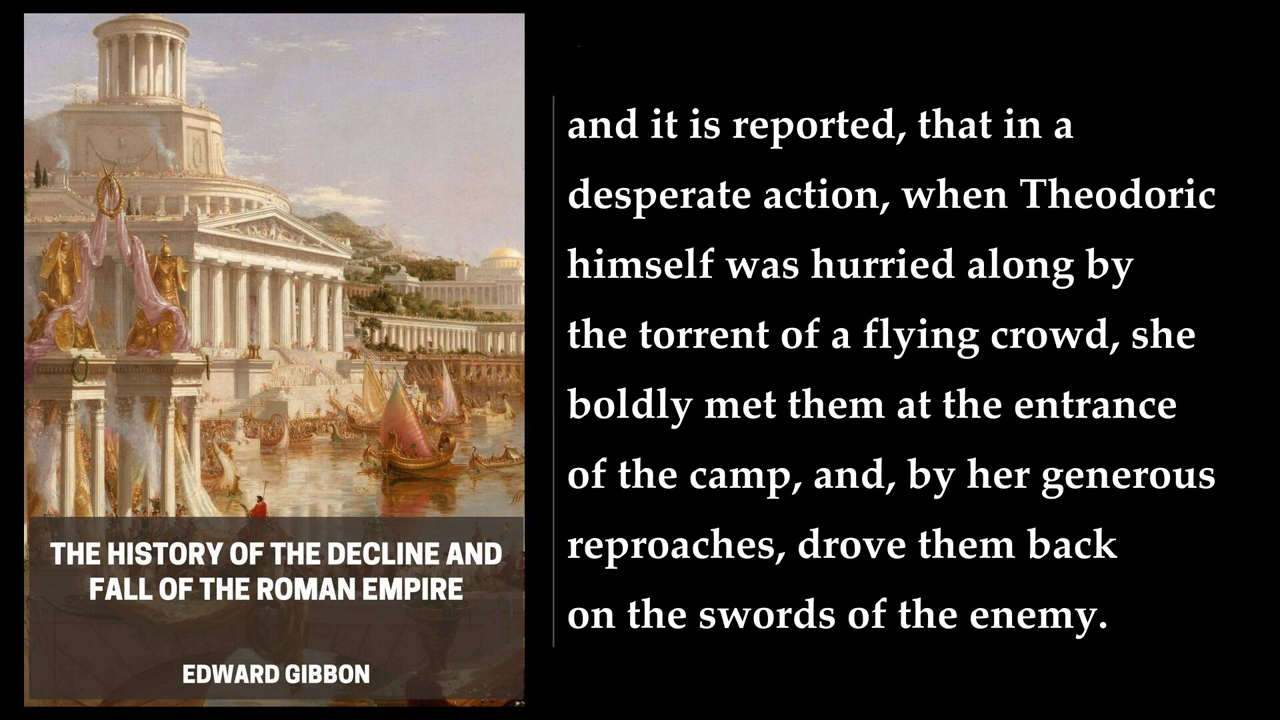 THE HISTORY OF THE DECLINE AND
FALL OF THE ROMAN EMPIRE
EDWARD GIBBON
and it is reported, that in a
desperate action, when Theodoric
himself was hurried along by
the torrent of a flying crowd, she
boldly met them at the entrance
of the camp, and, by her generous
reproaches, drove them back
on the swords of the enemy.